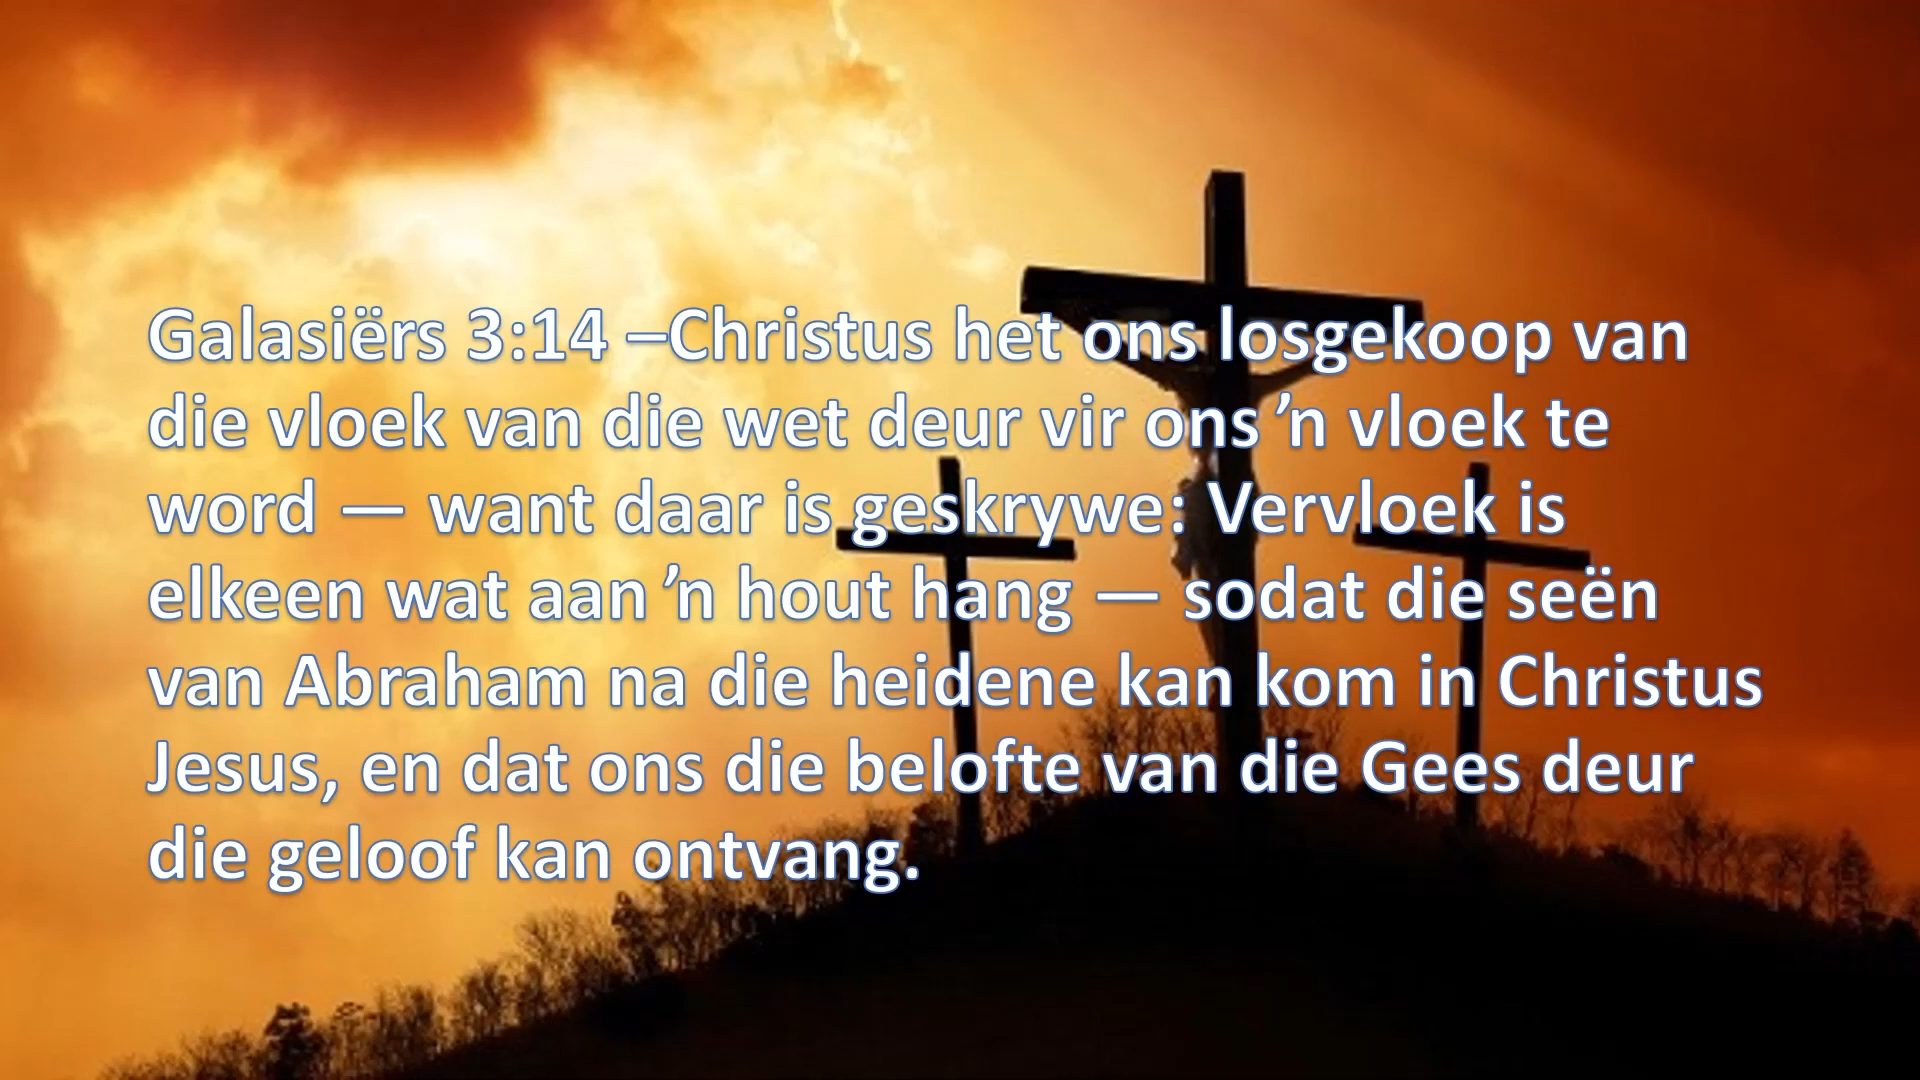 Galasiërs 3:14 –Christus het ons losgekoop van
die vloek van die wet deur vir ons ’n vloek te
word — want daar is geskrywe: Vervloek is
elkeen wat aan ’n hout hang — sodat die seën
van Abraham na die heidene kan kom in Christus
Jesus, en dat ons die belofte van die Gees deur
die geloof kan ontvang.